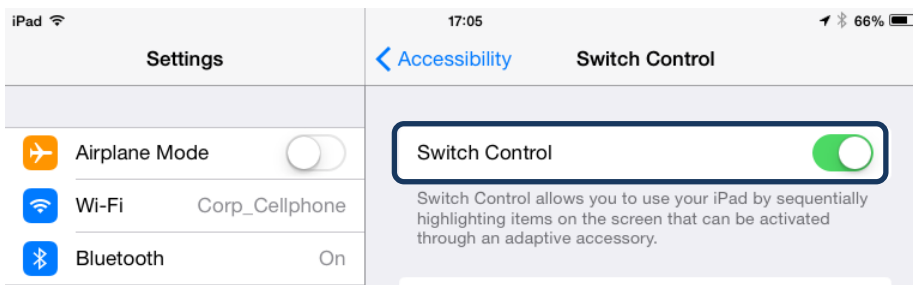 iPad 17:05 66%
Settings
Accessibility Switch Control
Airplane Mode
Wi-Fi Corp_Cellphone
Bluetooth On
Switch Control
Switch Control allows you to use your iPad by sequentially
highlighting items on the screen that can be activated
through an adaptive accessory.